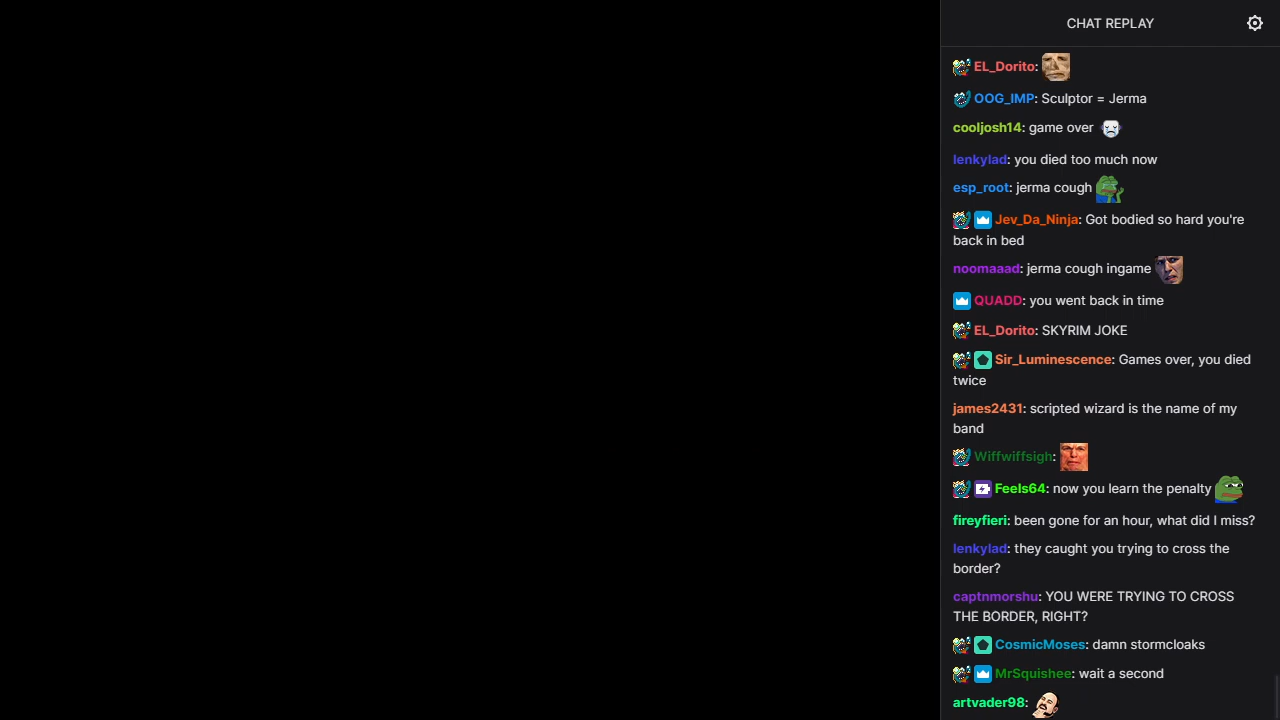 CHAT REPLAY
EL_Dorito:
OOG_IMP: Sculptor = Jerma
cooljosh14: game over
lenkylad: you died too much now
esp_root: jerma cough
Jev_Da_Ninja: Got bodied so hard you're
back in bed
noomaaad: jerma cough ingame
QUADD: you went back in time
EL_Dorito: SKYRIM JOKE
Sir_Luminescence: Games over, you died
twice
james2431: scripted wizard is the name of my
band
Wiffwiffsigh:
Feels64: now you learn the penalty
fireyfieri: been gone for an hour, what did I miss?
lenkylad: they caught you trying to cross the
border?
captnmorshu: YOU WERE TRYING TO CROSS
THE BORDER, RIGHT?
CosmicMoses: damn stormcloaks
MrSquishee: wait a second
artvader98: